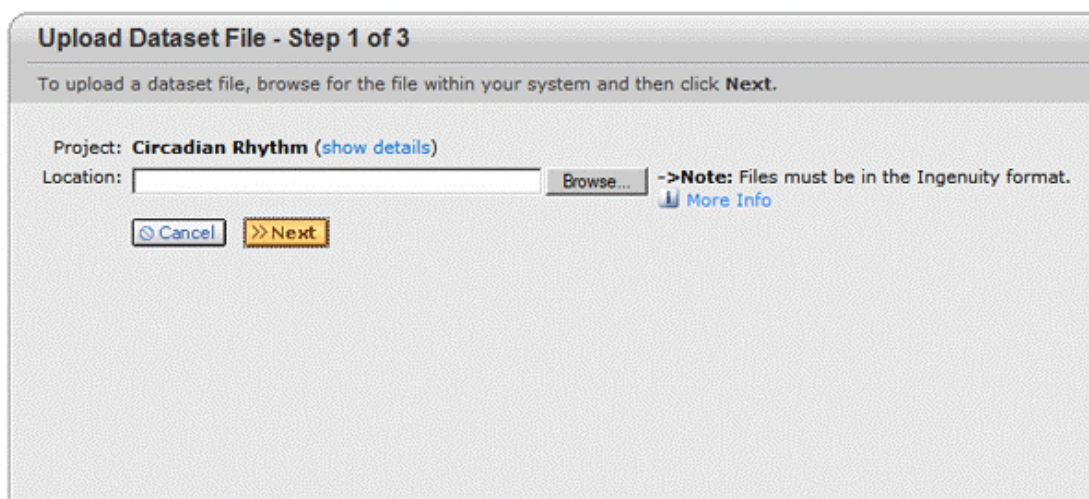 Upload Dataset File - Step 1 of 3
To upload a dataset file, browse for the file within your system and then click Next.
Project: Circadian Rhythm (show details)
Location: Browse... ->Note: Files must be in the Ingenuity format.
More Info
Cancel >>Next